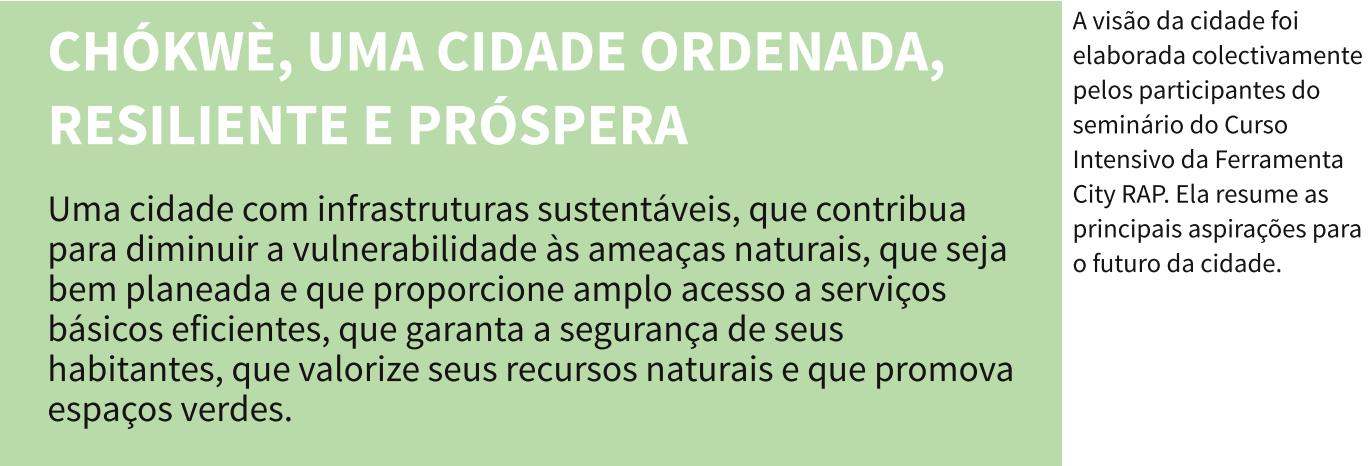 CHÓKWÈ, UMA CIDADE ORDENADA,
RESILIENTE E PRÓSPERA
Uma cidade com infrastruturas sustentáveis, que contribua
para diminuir a vulnerabilidade às ameaças naturais, que seja
bem planeada e que proporcione amplo acesso a serviços
básicos eficientes, que garanta a segurança de seus
habitantes, que valorize seus recursos naturais e que promova
espaços verdes.
A visão da cidade foi
elaborada colectivamente
pelos participantes do
seminário do Curso
Intensivo da Ferramenta
City RAP. Ela resume as
principais aspirações para
o futuro da cidade.